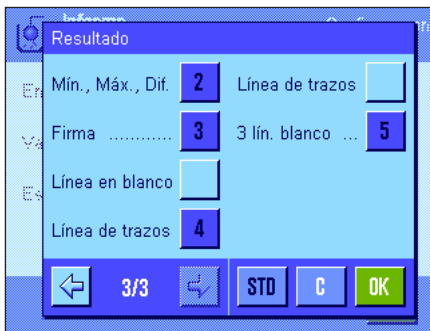 Informe
Resultado
Mín., Máx., Dif. 2
Línea de trazos
Firma ............ 3
3 lín. blanco ... 5
Línea en blanco
Línea de trazos 4
3/3
STD
C
OK